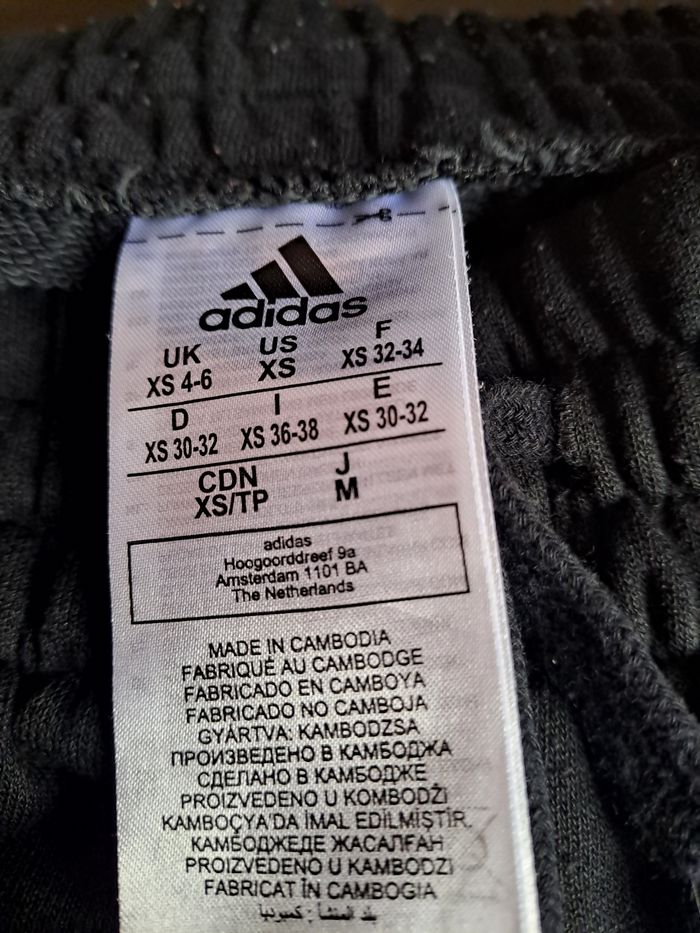 adidas
UK US F
XS 4-6 XS XS 32-34
D I E
XS 30-32 XS 36-38 XS 30-32
CDN J
XS/TP M
adidas
Hoogoorddreef 9a
Amsterdam 1101 BA
The Netherlands
MADE IN CAMBODIA
FABRIQUÉ AU CAMBODGE
FABRICADO EN CAMBOYA
FABRICADO NO CAMBOJA
GYÁRTVA: KAMBODZSA
ПРОИЗВЕДЕНО В КАМБОДЖА
СДЕЛАНО В КАМБОДЖЕ
PROIZVEDENO U KOMBODŽI
KAMBOÇYA'DA İMAL EDİLMİŞTİR.
КАМБОДЖЕДЕ ЖАСАЛҒАН
PROIZVEDENO U KAMBODZI
FABRICAT ÎN CAMBOGIA
بلد المنشأ : كمبوديا